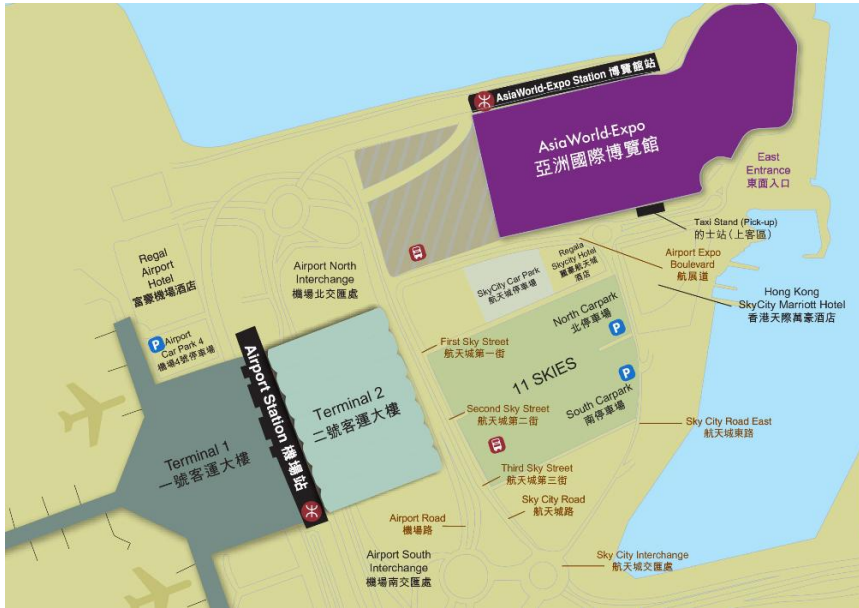 AsiaWorld-Expo Station 博覽館站
AsiaWorld-Expo
亞洲國際博覽館
East
Entrance
東面入口
Taxi Stand (Pick-up)
的士站(上客區)
Regal
Airport
Hotel
富豪機場酒店
Airport North
Interchange
機場北交匯處
SkyCity Car Park
航天城停車場
Regala
Skycity Hotel
麗豪航天城
酒店
Airport Expo
Boulevard
航展道
Hong Kong
SkyCity Marriott Hotel
香港天際萬豪酒店
P
Airport
Car Park 4
機場4號停車場
First Sky Street
航天城第一街
North Carpark
北停車場
P
11 SKIES
P
South Carpark
南停車場
Airport Station 機場站
Terminal 2
二號客運大樓
Terminal 1
一號客運大樓
Second Sky Street
航天城第二街
Sky City Road East
航天城東路
Third Sky Street
航天城第三街
Sky City Road
航天城路
Airport Road
機場路
Airport South
Interchange
機場南交匯處
Sky City Interchange
航天城交匯處